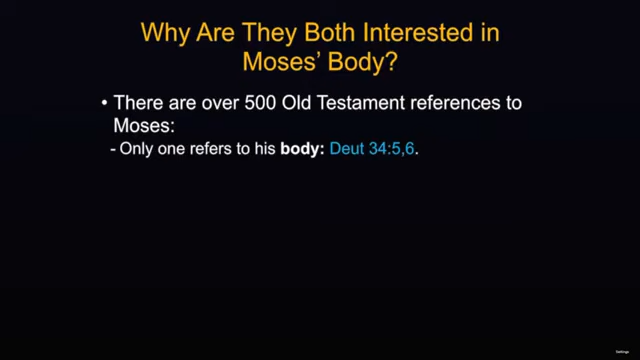 Why Are They Both Interested in
Moses' Body?
• There are over 500 Old Testament references to
Moses:
- Only one refers to his body: Deut 34:5,6.
Settings